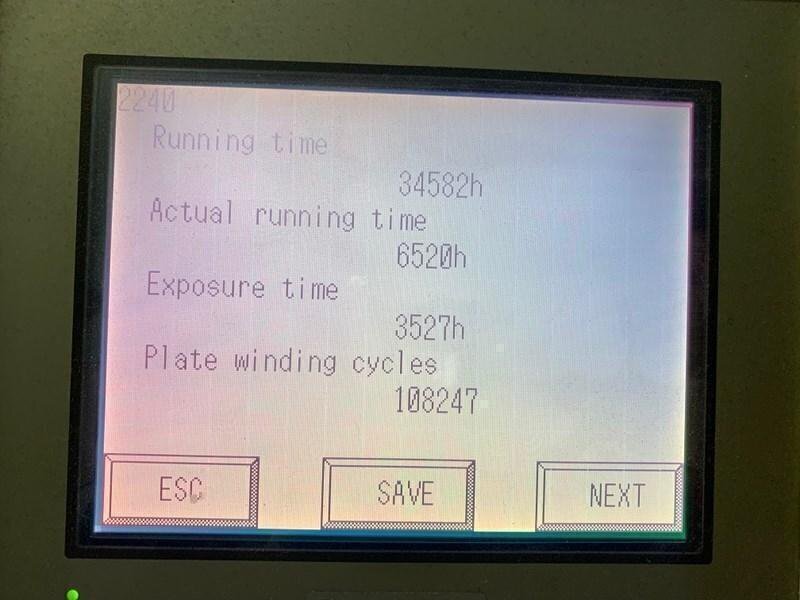 2240
Running time
34582h
Actual running time
6520h
Exposure time
3527h
Plate winding cycles
108247
ESC
SAVE
NEXT